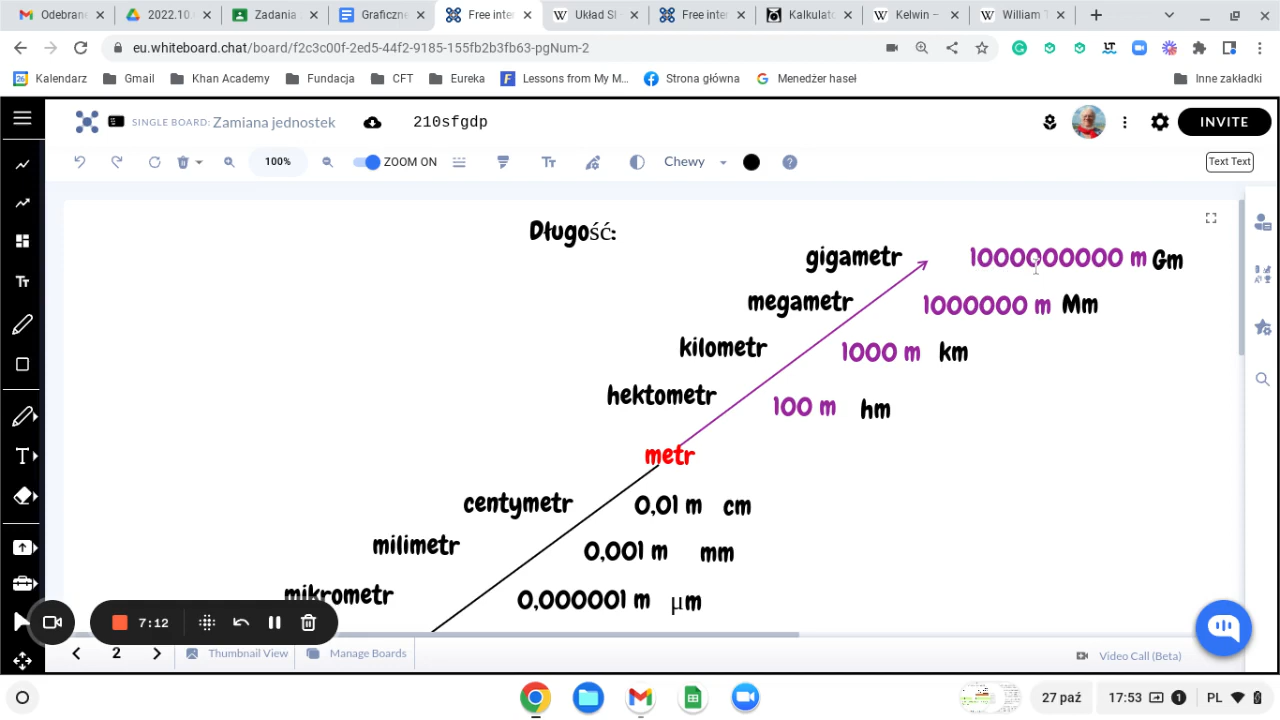 Odebrane
2022.10.
Zadania
Graficzne
Free inter
Układ SI –
Free inter
Kalkulato
Kelwin –
William T
eu.whiteboard.chat/board/f2c3c00f-2ed5-44f2-9185-155fb2b3fb63-pgNum-2
Kalendarz
Gmail
Khan Academy
Fundacja
CFT
Eureka
Lessons from My M...
Strona główna
Menedżer haseł
Inne zakładki
SINGLE BOARD: Zamiana jednostek
210sfgdp
INVITE
100%
ZOOM ON
Tr
Chewy
Text Text
Długość:
gigametr 1000000000 m Gm
megametr 1000000 m Mm
kilometr 1000 m km
hektometr 100 m hm
metr
centymetr 0,01 m cm
milimetr 0,001 m mm
mikrometr 0,000001 m μm
7:12
2
Thumbnail View
Manage Boards
Video Call (Beta)
27 paź
17:53
1
PL